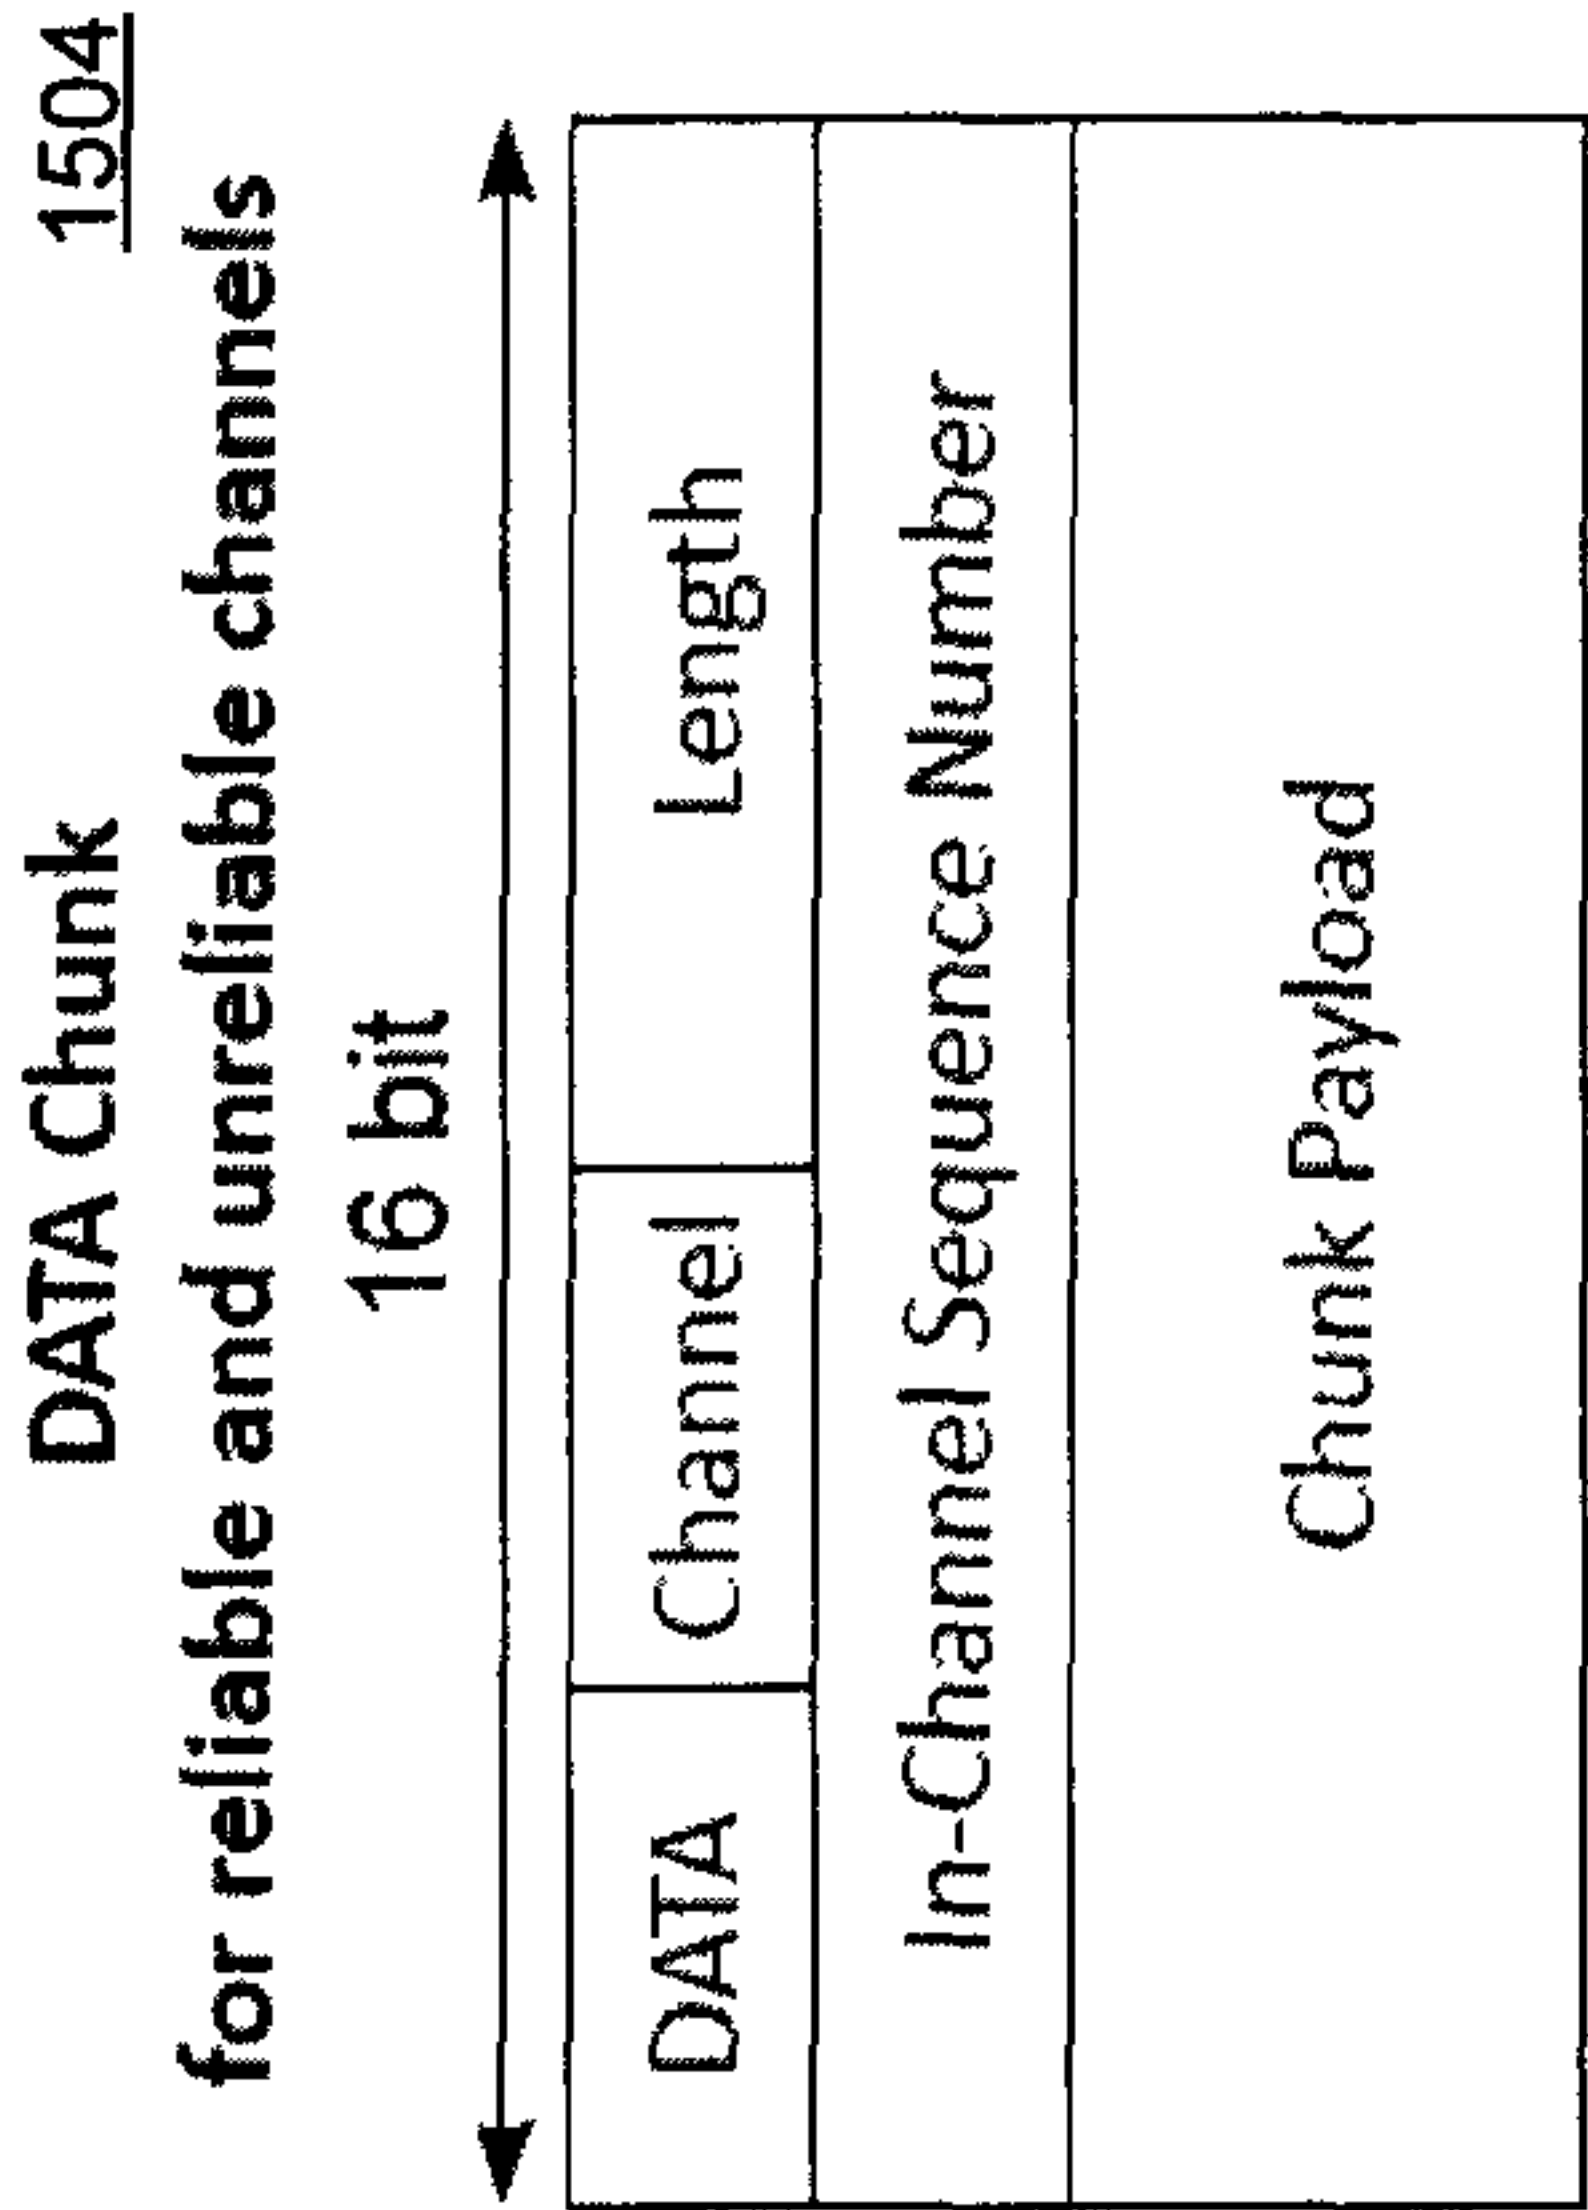 1504
DATA Chunk
for reliable and unreliable channels
16 bit
DATA Channel Length
In-Channel Sequence Number
Chunk Payload